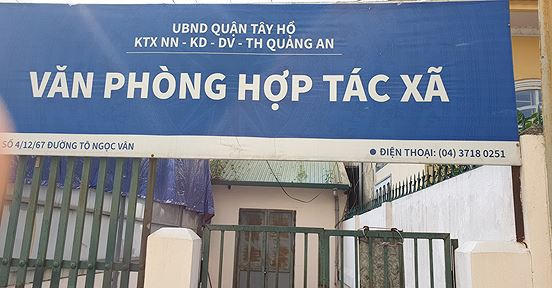 UBND QUẬN TÂY HỒ
KTX NN - KD - DV - TH QUẢNG AN
VĂN PHÒNG HỢP TÁC XÃ
SỐ 4/12/67 ĐƯỜNG TÔ NGỌC VÂN
ĐIỆN THOẠI: (04) 3718 0251